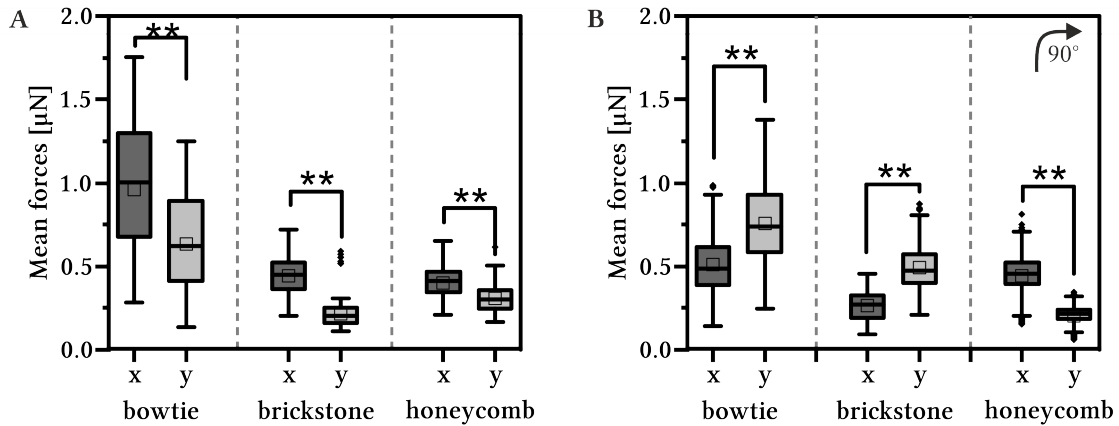 A
2.0
1.5
1.0
0.5
0.0
Mean forces [µN]
**
**
**
x y x y x y
bowtie brickstone honeycomb
B
2.0
1.5
1.0
0.5
0.0
Mean forces [µN]
90°
**
**
**
x y x y x y
bowtie brickstone honeycomb